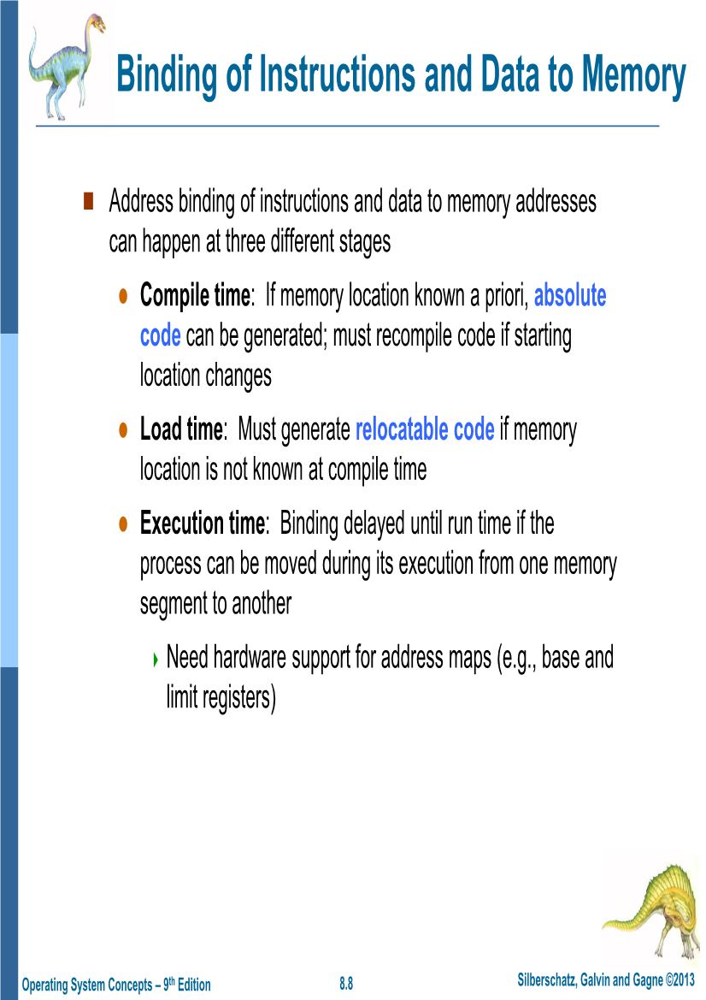 Binding of Instructions and Data to Memory
Address binding of instructions and data to memory addresses
can happen at three different stages
Compile time: If memory location known a priori, absolute
code can be generated; must recompile code if starting
location changes
Load time: Must generate relocatable code if memory
location is not known at compile time
Execution time: Binding delayed until run time if the
process can be moved during its execution from one memory
segment to another
Need hardware support for address maps (e.g., base and
limit registers)
Operating System Concepts – 9th Edition
8.8
Silberschatz, Galvin and Gagne ©2013